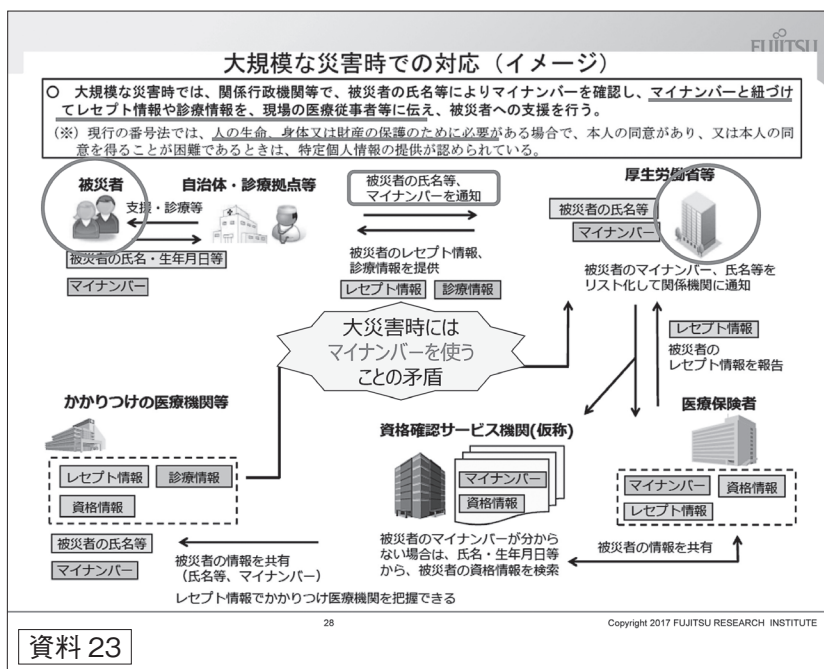 FUJITSU
大規模な災害時での対応（イメージ）
○ 大規模な災害時では、関係行政機関等で、被災者の氏名等によりマイナンバーを確認し、マイナンバーと紐づけ
てレセプト情報や診療情報を、現場の医療従事者等に伝え、被災者への支援を行う。
（※）現行の番号法では、人の生命、身体又は財産の保護のために必要がある場合で、本人の同意があり、又は本人の同
意を得ることが困難であるときは、特定個人情報の提供が認められている。
被災者
自治体・診療拠点等
支援・診療等
被災者の氏名・生年月日等
マイナンバー
被災者の氏名等、
マイナンバーを通知
被災者のレセプト情報、
診療情報を提供
レセプト情報
診療情報
厚生労働省等
被災者の氏名等
マイナンバー
被災者のマイナンバー、氏名等を
リスト化して関係機関に通知
大災害時には
マイナンバーを使う
ことの矛盾
レセプト情報
被災者の
レセプト情報を報告
かかりつけの医療機関等
レセプト情報
診療情報
資格情報
被災者の氏名等
マイナンバー
被災者の情報を共有
（氏名等、マイナンバー）
レセプト情報でかかりつけ医療機関を把握できる
資格確認サービス機関(仮称)
マイナンバー
資格情報
被災者のマイナンバーが分から
ない場合は、氏名・生年月日等
から、被災者の資格情報を検索
医療保険者
マイナンバー
資格情報
レセプト情報
被災者の情報を共有
28
Copyright 2017 FUJITSU RESEARCH INSTITUTE
資料 23